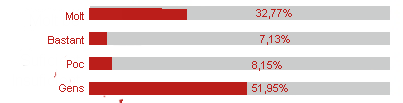 Molt 32,77%
Bastant 7,13%
Poc 8,15%
Gens 51,95%